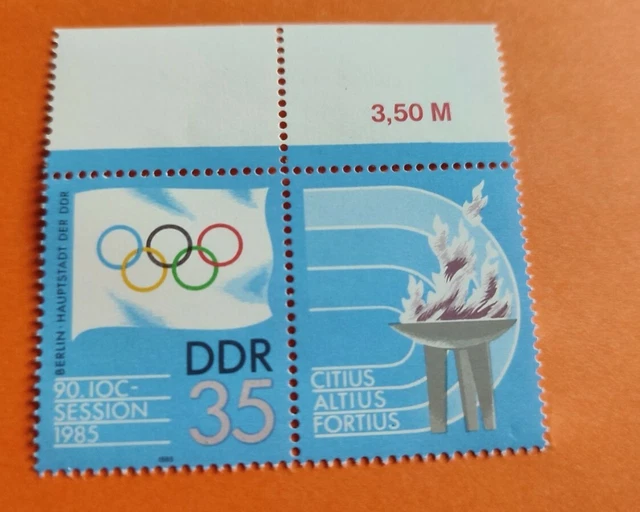 3,50 M
BERLIN · HAUPTSTADT DER DDR
DDR
35
90. IOC-
SESSION
1985
CITIUS
ALTIUS
FORTIUS